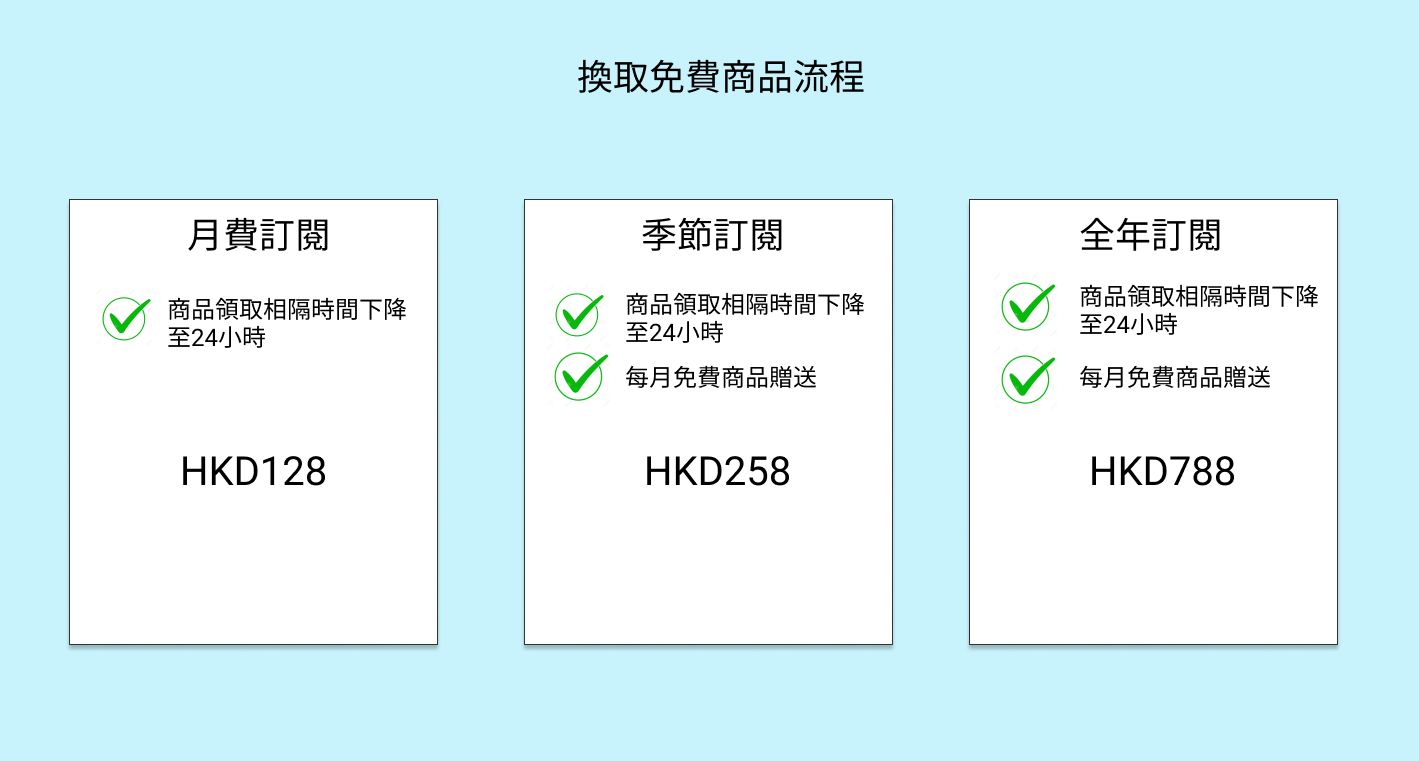 換取免費商品流程
月費訂閱
商品領取相隔時間下降
至24小時
HKD128
季節訂閱
商品領取相隔時間下降
至24小時
每月免費商品贈送
HKD258
全年訂閱
商品領取相隔時間下降
至24小時
每月免費商品贈送
HKD788